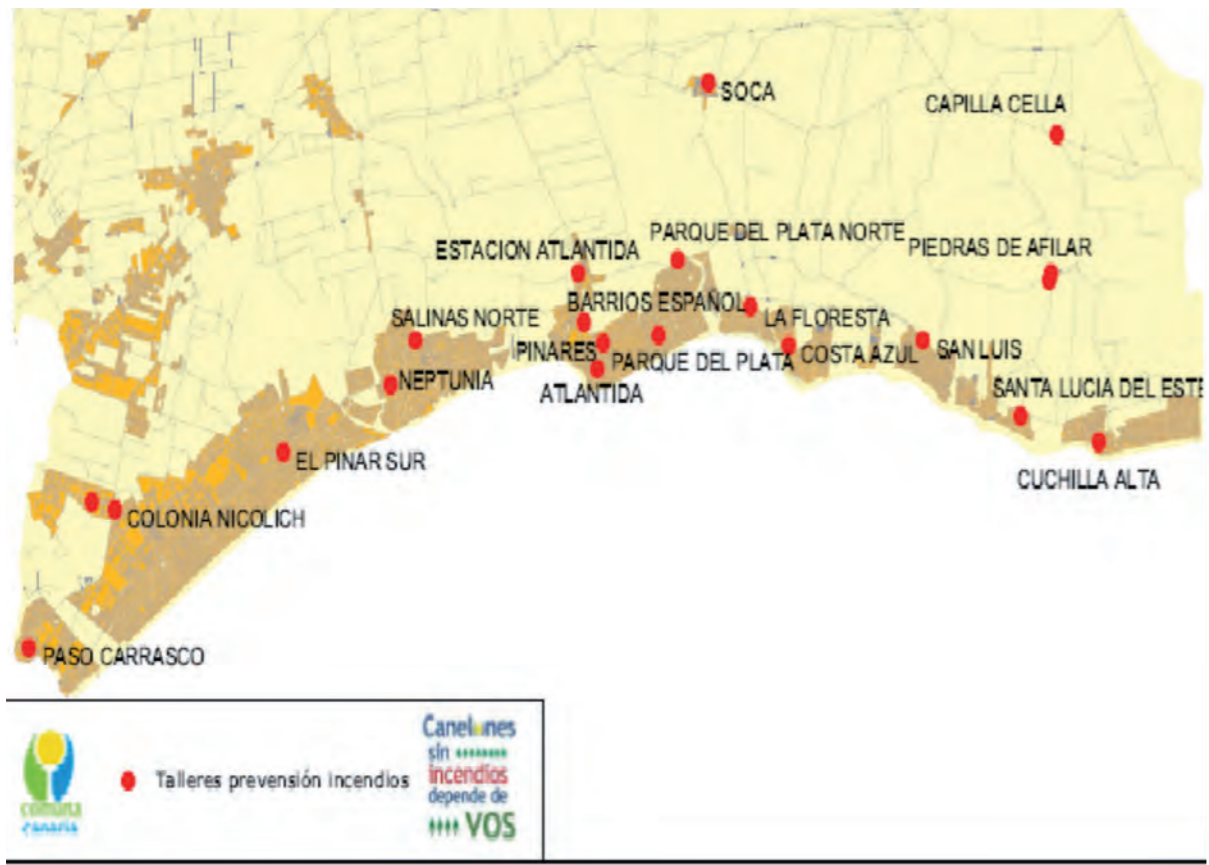 SOCA
CAPILLA CELLA
PARQUE DEL PLATA NORTE
ESTACION ATLANTIDA
PIEDRAS DE AFILAR
BARRIOS ESPAÑOL
LA FLORESTA
SALINAS NORTE
PINARES
PARQUE DEL PLATA
COSTA AZUL
SAN LUIS
NEPTUNIA
ATLANTIDA
SANTA LUCIA DEL ESTE
EL PINAR SUR
CUCHILLA ALTA
COLONIA NICOLICH
PASO CARRASCO
comuna
canaria
Talleres prevensión Incendios
Canelones
sin
incendios
depende de
VOS